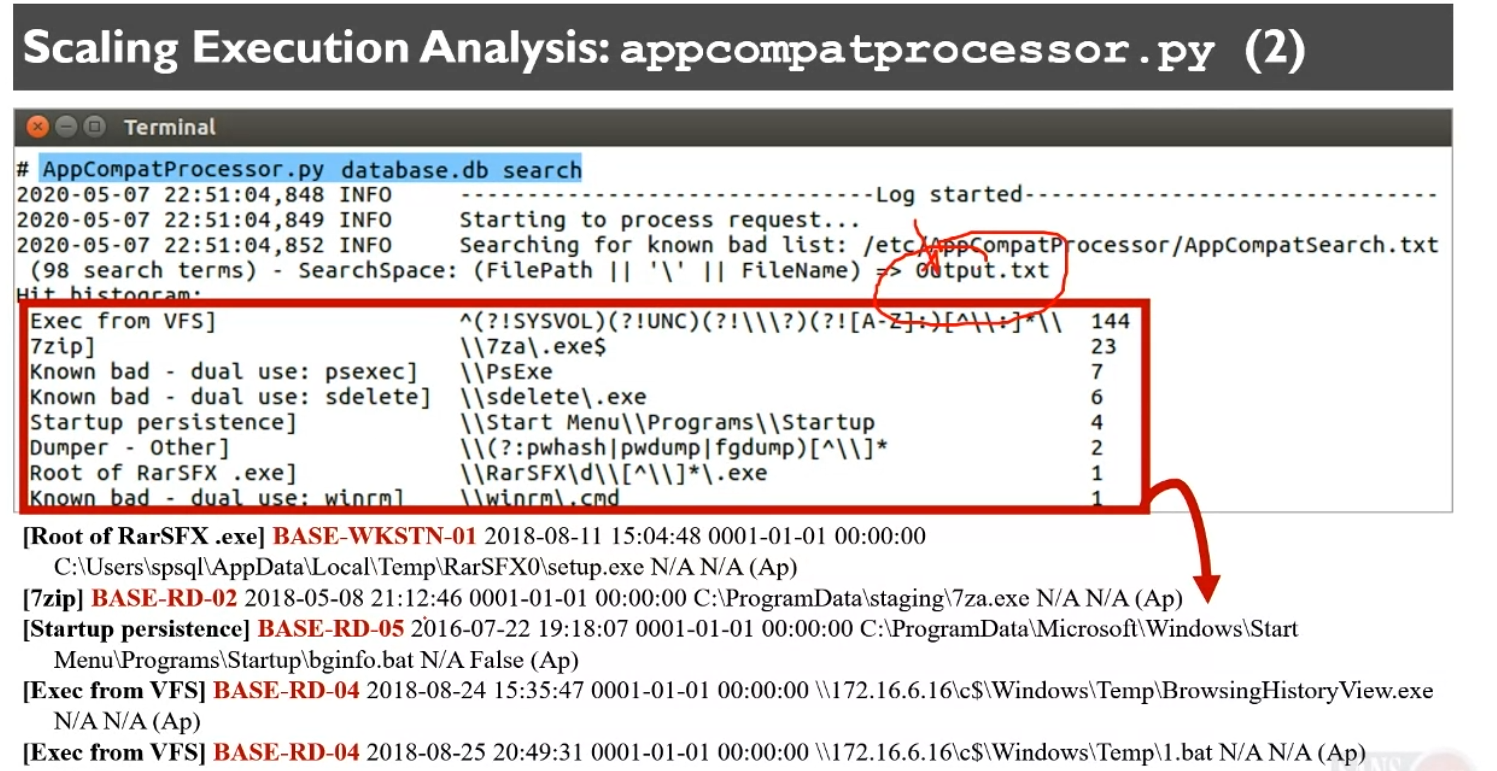 Scaling Execution Analysis: appcompatprocessor.py (2)
Terminal
# AppCompatProcessor.py database.db search
2020-05-07 22:51:04,848 INFO --------------------------------Log started--------------------------------
2020-05-07 22:51:04,849 INFO Starting to process request...
2020-05-07 22:51:04,852 INFO Searching for known bad list: /etc/AppCompatProcessor/AppCompatSearch.txt
(98 search terms) - SearchSpace: (FilePath || '\' || FileName) => Output.txt
Hit histogram:
Exec from VFS] ^(?!SYSVOL)(?!UNC)(?!\\\?)(?![A-Z]:)[^\\:]*\\ 144
7zip] \\7za\.exe$ 23
Known bad - dual use: psexec] \\PsExe 7
Known bad - dual use: sdelete] \\sdelete\.exe 6
Startup persistence] \\Start Menu\\Programs\\Startup 4
Dumper - Other] \\(?:pwhash|pwdump|fgdump)[^\\]* 2
Root of RarSFX .exe] \\RarSFX\d\\[^\\]*\.exe 1
Known bad - dual use: winrm] \\winrm\.cmd 1
[Root of RarSFX .exe] BASE-WKSTN-01 2018-08-11 15:04:48 0001-01-01 00:00:00
C:\Users\spsql\AppData\Local\Temp\RarSFX0\setup.exe N/A N/A (Ap)
[7zip] BASE-RD-02 2018-05-08 21:12:46 0001-01-01 00:00:00 C:\ProgramData\staging\7za.exe N/A N/A (Ap)
[Startup persistence] BASE-RD-05 2016-07-22 19:18:07 0001-01-01 00:00:00 C:\ProgramData\Microsoft\Windows\Start
Menu\Programs\Startup\bginfo.bat N/A False (Ap)
[Exec from VFS] BASE-RD-04 2018-08-24 15:35:47 0001-01-01 00:00:00 \\172.16.6.16\c$\Windows\Temp\BrowsingHistoryView.exe
N/A N/A (Ap)
[Exec from VFS] BASE-RD-04 2018-08-25 20:49:31 0001-01-01 00:00:00 \\172.16.6.16\c$\Windows\Temp\1.bat N/A N/A (Ap)